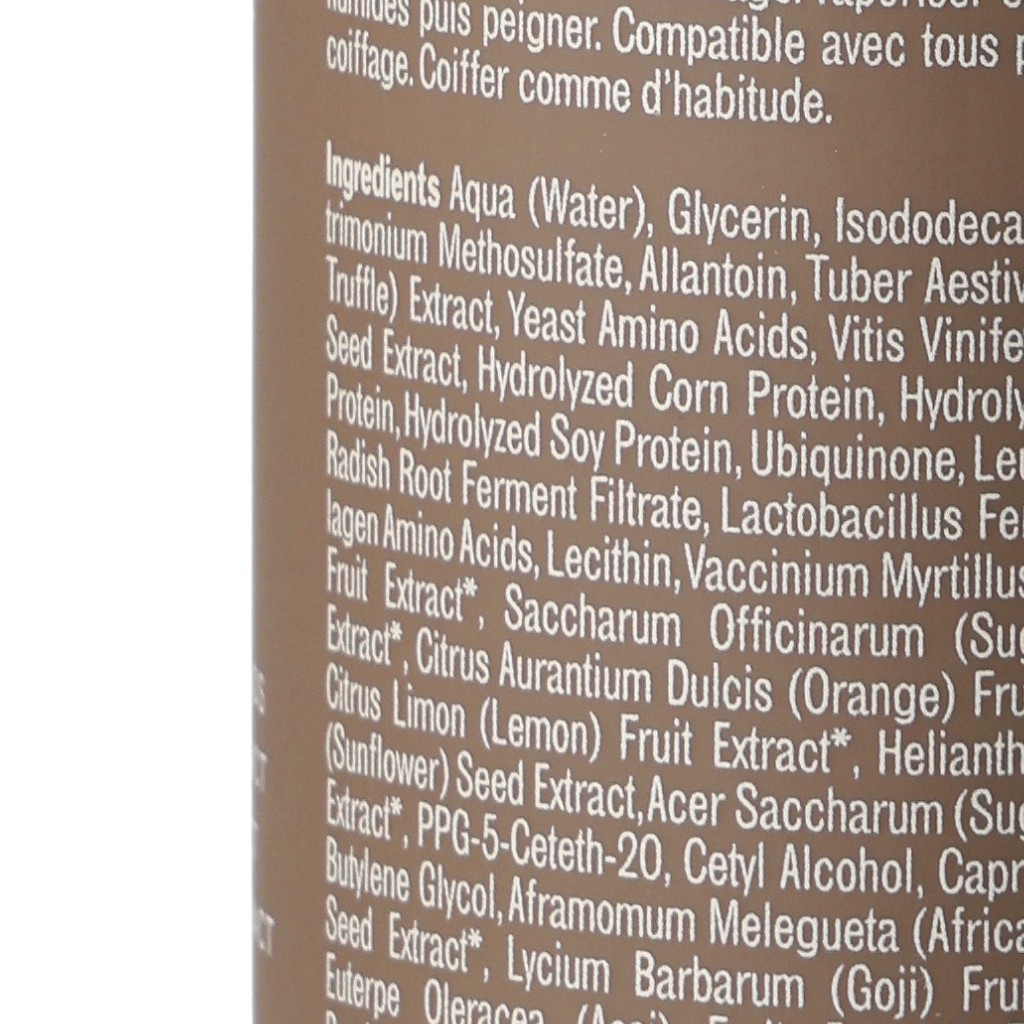 puis peigner. Compatible avec tous
coiffage. Coiffer comme d'habitude.
Ingredients Aqua (Water), Glycerin, Isododeca
trimonium Methosulfate, Allantoin, Tuber Aestiv
Truffle) Extract, Yeast Amino Acids, Vitis Vinife
Seed Extract, Hydrolyzed Corn Protein, Hydroly
Protein, Hydrolyzed Soy Protein, Ubiquinone, Leu
Radish Root Ferment Filtrate, Lactobacillus Fe
lagen Amino Acids, Lecithin, Vaccinium Myrtillus
Fruit Extract*, Saccharum Officinarum (Sug
Extract*, Citrus Aurantium Dulcis (Orange) Fru
Citrus Limon (Lemon) Fruit Extract*, Helianth
(Sunflower) Seed Extract, Acer Saccharum (Sug
Extract*, PPG-5-Ceteth-20, Cetyl Alcohol, Capr
Butylene Glycol, Aframomum Melegueta (Africa
Seed Extract*, Lycium Barbarum (Goji) Frui
Euterpe Oleracea